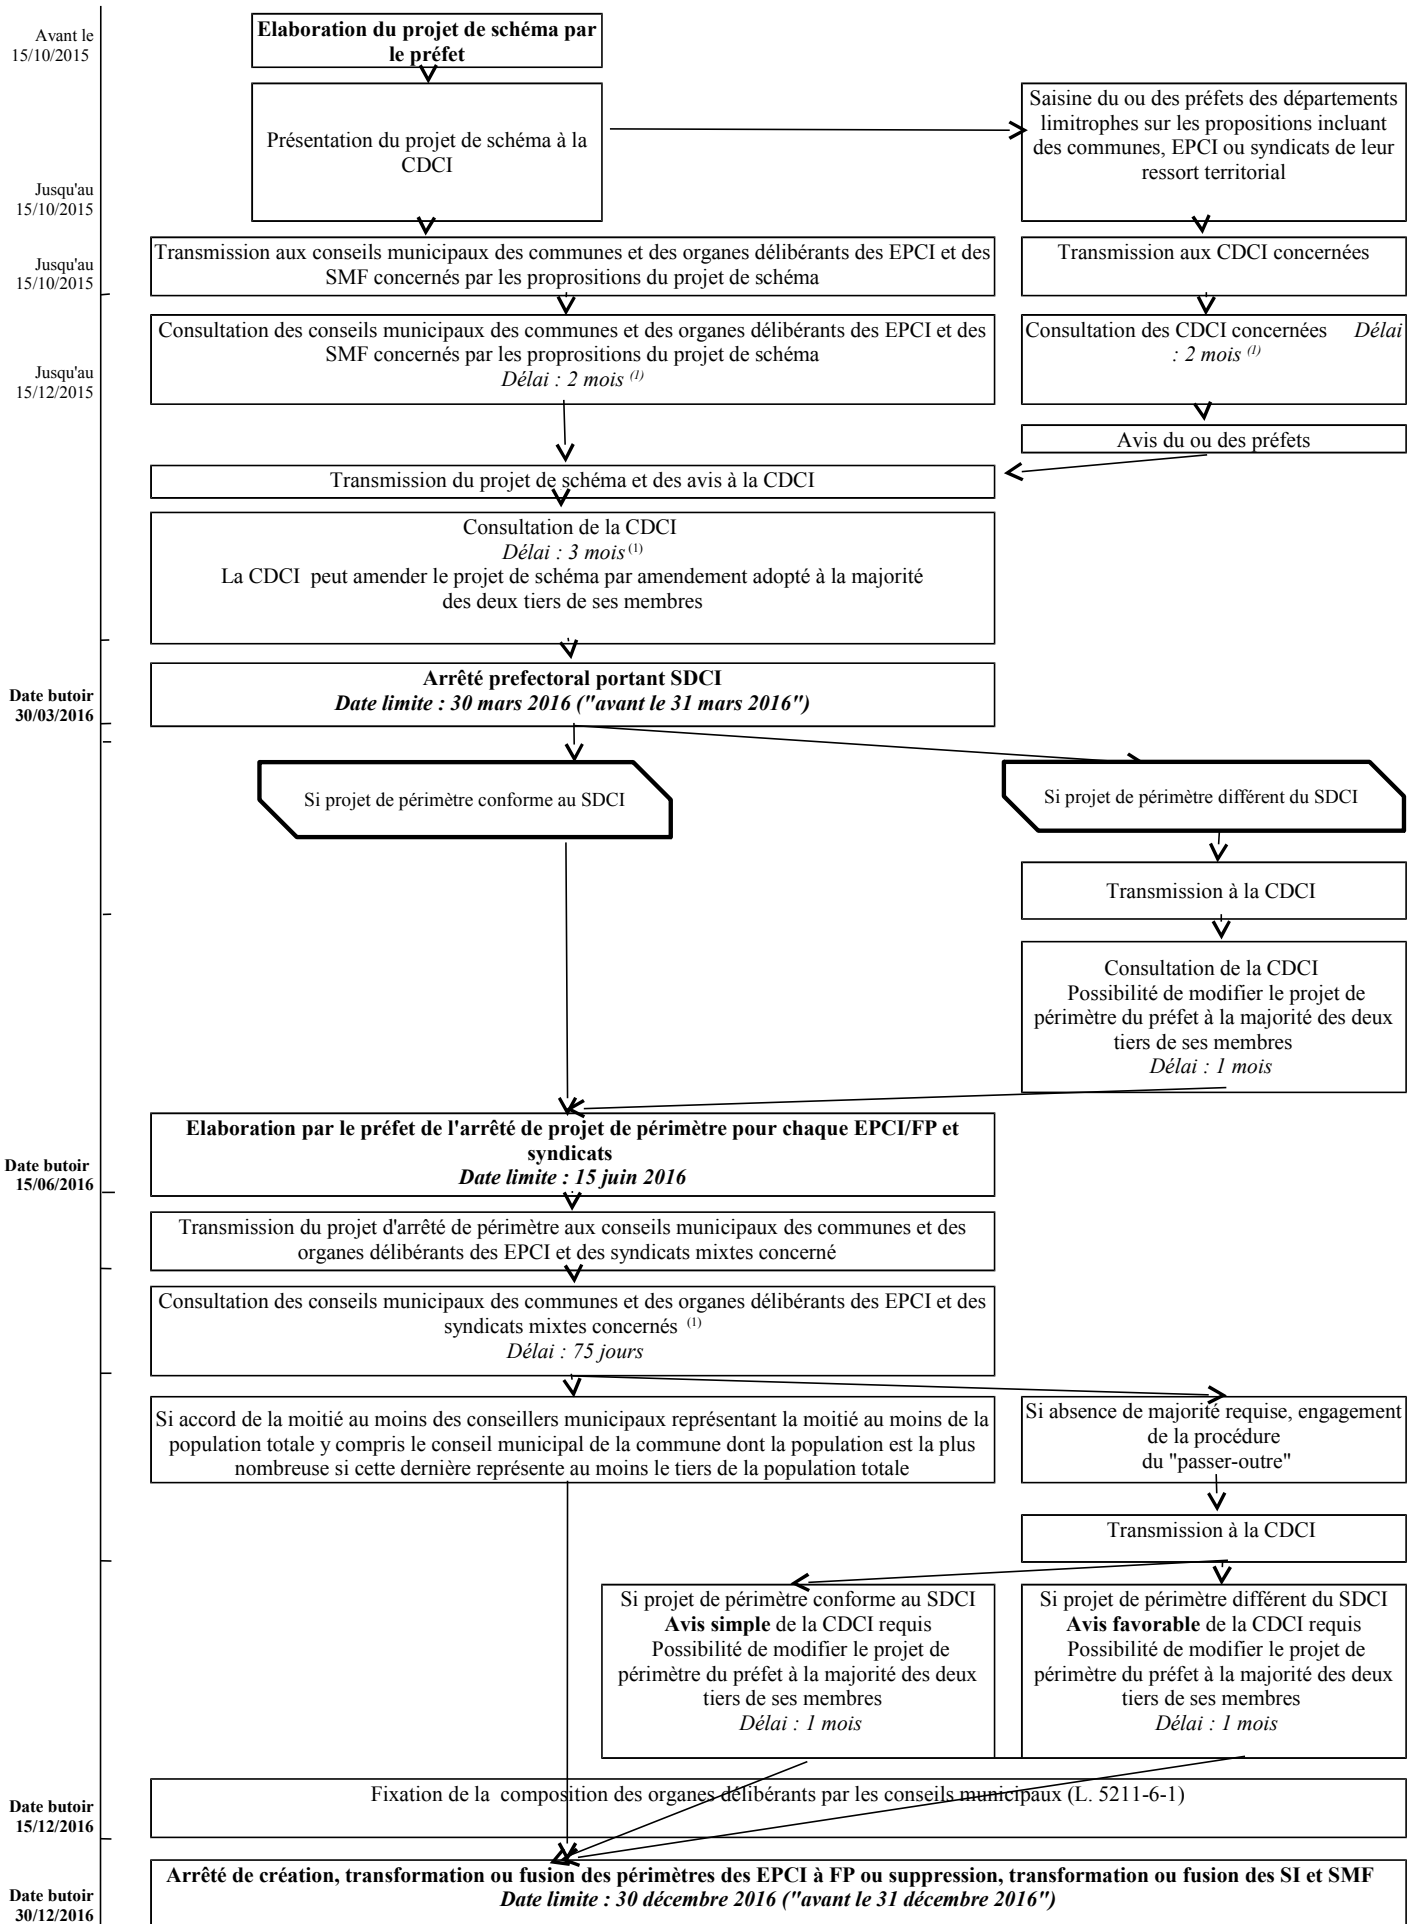 Avant le
15/10/2015
Elaboration du projet de schéma par
le préfet
Présentation du projet de schéma à la
CDCI
Saisine du ou des préfets des départements
limitrophes sur les propositions incluant
des communes, EPCI ou syndicats de leur
ressort territorial
Jusqu'au
15/10/2015
Jusqu'au
15/10/2015
Transmission aux conseils municipaux des communes et des organes délibérants des EPCI et des
SMF concernés par les proprositions du projet de schéma
Transmission aux CDCI concernées
Consultation des conseils municipaux des communes et des organes délibérants des EPCI et des
SMF concernés par les proprositions du projet de schéma
Délai : 2 mois (1)
Consultation des CDCI concernées Délai
: 2 mois (1)
Jusqu'au
15/12/2015
Avis du ou des préfets
Transmission du projet de schéma et des avis à la CDCI
Consultation de la CDCI
Délai : 3 mois (1)
La CDCI peut amender le projet de schéma par amendement adopté à la majorité
des deux tiers de ses membres
Date butoir
30/03/2016
Arrêté prefectoral portant SDCI
Date limite : 30 mars 2016 ("avant le 31 mars 2016")
Si projet de périmètre conforme au SDCI
Si projet de périmètre différent du SDCI
Transmission à la CDCI
Consultation de la CDCI
Possibilité de modifier le projet de
périmètre du préfet à la majorité des deux
tiers de ses membres
Délai : 1 mois
Date butoir
15/06/2016
Elaboration par le préfet de l'arrêté de projet de périmètre pour chaque EPCI/FP et
syndicats
Date limite : 15 juin 2016
Transmission du projet d'arrêté de périmètre aux conseils municipaux des communes et des
organes délibérants des EPCI et des syndicats mixtes concerné
Consultation des conseils municipaux des communes et des organes délibérants des EPCI et des
syndicats mixtes concernés (1)
Délai : 75 jours
Si accord de la moitié au moins des conseillers municipaux représentant la moitié au moins de la
population totale y compris le conseil municipal de la commune dont la population est la plus
nombreuse si cette dernière représente au moins le tiers de la population totale
Si absence de majorité requise, engagement
de la procédure
du "passer-outre"
Transmission à la CDCI
Si projet de périmètre conforme au SDCI
Avis simple de la CDCI requis
Possibilité de modifier le projet de
périmètre du préfet à la majorité des deux
tiers de ses membres
Délai : 1 mois
Si projet de périmètre différent du SDCI
Avis favorable de la CDCI requis
Possibilité de modifier le projet de
périmètre du préfet à la majorité des deux
tiers de ses membres
Délai : 1 mois
Date butoir
15/12/2016
Fixation de la composition des organes délibérants par les conseils municipaux (L. 5211-6-1)
Date butoir
30/12/2016
Arrêté de création, transformation ou fusion des périmètres des EPCI à FP ou suppression, transformation ou fusion des SI et SMF
Date limite : 30 décembre 2016 ("avant le 31 décembre 2016")